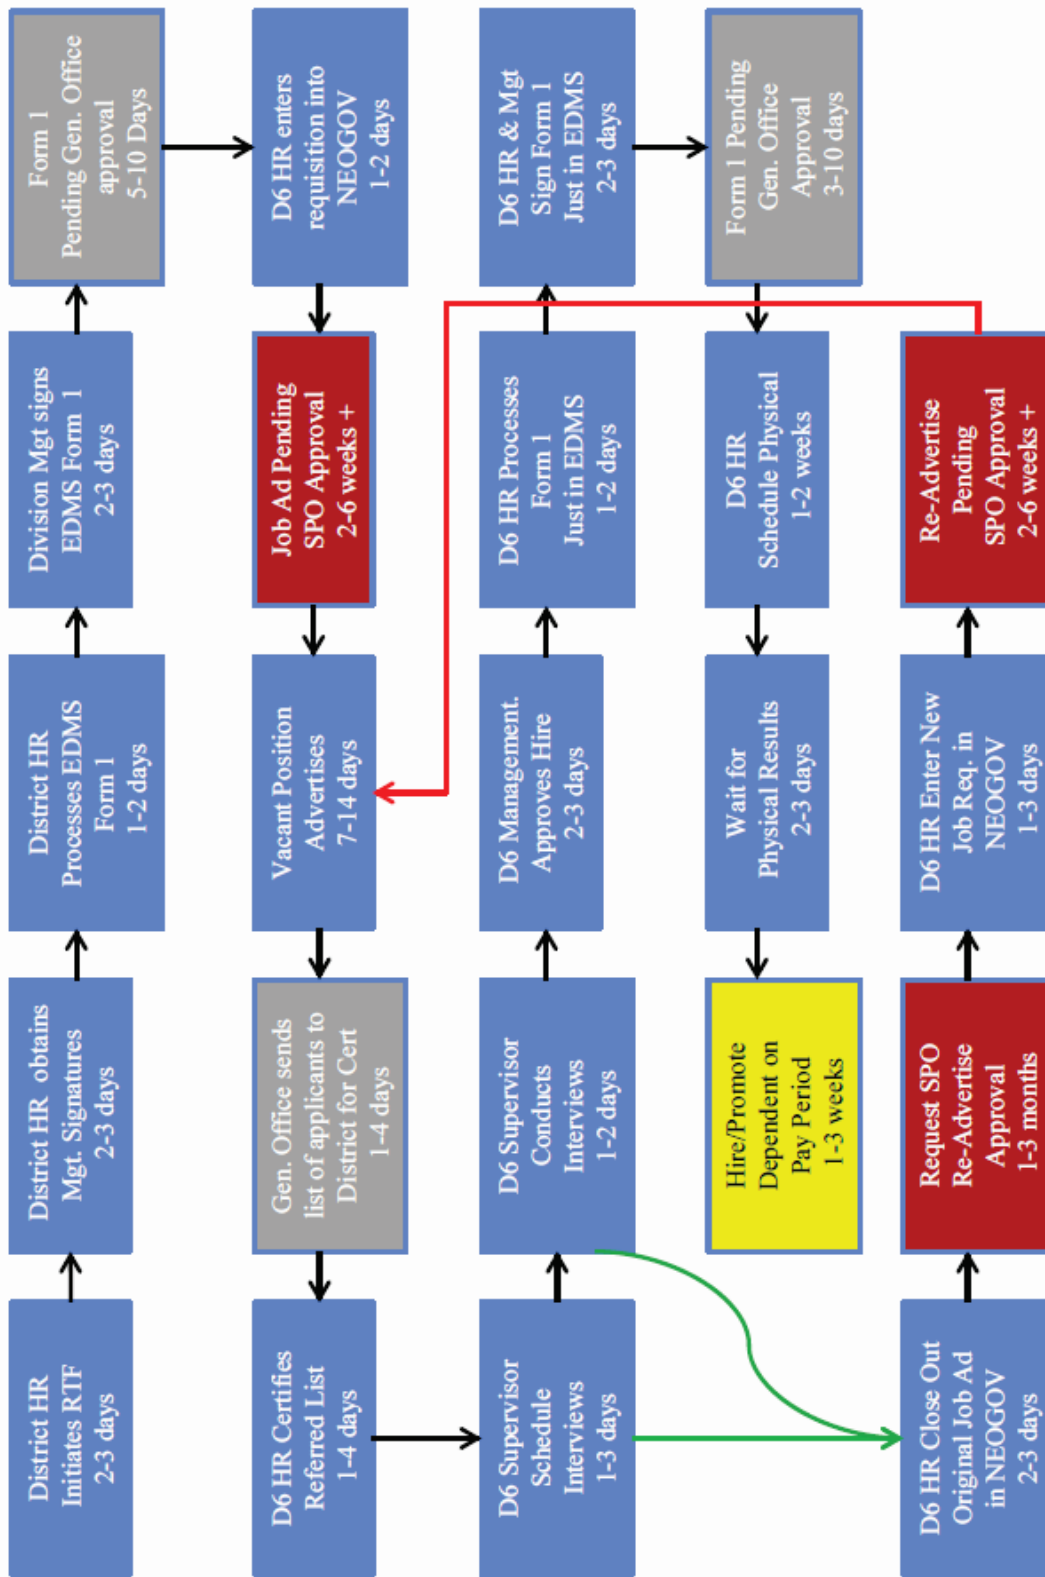 District HR
Initiates RTF
2-3 days
District HR obtains
Mgt. Signatures
2-3 days
District HR
Processes EDMS
Form 1
1-2 days
Division Mgt signs
EDMS Form 1
2-3 days
Form 1
Pending Gen. Office
approval
5-10 Days
D6 HR enters
requisition into
NEOGOV
1-2 days
Job Ad Pending
SPO Approval
2-6 weeks +
Vacant Position
Advertises
7-14 days
Gen. Office sends
list of applicants to
District for Cert
1-4 days
D6 HR Certifies
Referred List
1-4 days
D6 Supervisor
Schedule
Interviews
1-3 days
D6 Supervisor
Conducts
Interviews
1-2 days
D6 Management.
Approves Hire
2-3 days
D6 HR Processes
Form 1
Just in EDMS
1-2 days
D6 HR & Mgt
Sign Form 1
Just in EDMS
2-3 days
Form 1 Pending
Gen. Office
Approval
3-10 days
D6 HR
Schedule Physical
1-2 weeks
Wait for
Physical Results
2-3 days
Hire/Promote
Dependent on
Pay Period
1-3 weeks
D6 HR Close Out
Original Job Ad
in NEOGOV
2-3 days
Request SPO
Re-Advertise
Approval
1-3 months
D6 HR Enter New
Job Req. in
NEOGOV
1-3 days
Re-Advertise
Pending
SPO Approval
2-6 weeks +